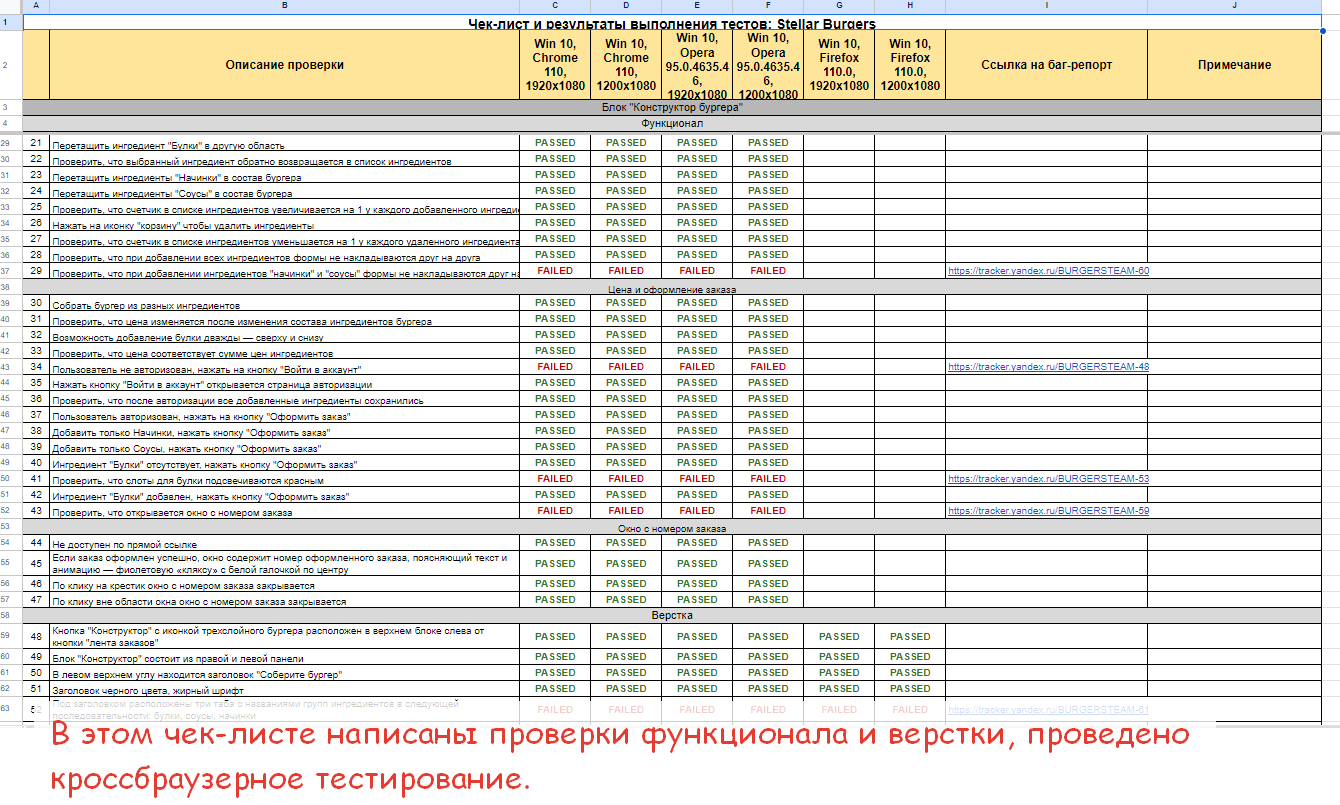 A B C D E F G H I J
1 Чек-лист и результаты выполнения тестов: Stellar Burgers
2 Описание проверки Win 10, Chrome 110, 1920x1080 Win 10, Chrome 110, 1200x1080 Win 10, Opera 95.0.4635.46, 1920x1080 Win 10, Opera 95.0.4635.46, 1200x1080 Win 10, Firefox 110.0, 1920x1080 Win 10, Firefox 110.0, 1200x1080 Ссылка на баг-репорт Примечание
3 Блок "Конструктор бургера"
4 Функционал
29 21 Перетащить ингредиент "Булки" в другую область PASSED PASSED PASSED PASSED
30 22 Проверить, что выбранный ингредиент обратно возвращается в список ингредиентов PASSED PASSED PASSED PASSED
31 23 Перетащить ингредиенты "Начинки" в состав бургера PASSED PASSED PASSED PASSED
32 24 Перетащить ингредиенты "Соусы" в состав бургера PASSED PASSED PASSED PASSED
33 25 Проверить, что счетчик в списке ингредиентов увеличивается на 1 у каждого добавленного ингреди PASSED PASSED PASSED PASSED
34 26 Нажать на иконку "корзину" чтобы удалить ингредиенты PASSED PASSED PASSED PASSED
35 27 Проверить, что счетчик в списке ингредиентов уменьшается на 1 у каждого удаленного ингредиента PASSED PASSED PASSED PASSED
36 28 Проверить, что при добавлении всех ингредиентов формы не накладываются друг на друга PASSED PASSED PASSED PASSED
37 29 Проверить, что при добавлении ингредиентов "начинки" и "соусы" формы не накладываются друг на FAILED FAILED FAILED FAILED https://tracker.yandex.ru/BURGERSTEAM-60
38 Цена и оформление заказа
39 30 Собрать бургер из разных ингредиентов PASSED PASSED PASSED PASSED
40 31 Проверить, что цена изменяется после изменения состава ингредиентов бургера PASSED PASSED PASSED PASSED
41 32 Возможность добавление булки дважды — сверху и снизу PASSED PASSED PASSED PASSED
42 33 Проверить, что цена соответствует сумме цен ингредиентов PASSED PASSED PASSED PASSED
43 34 Пользователь не авторизован, нажать на кнопку "Войти в аккаунт" FAILED FAILED FAILED FAILED https://tracker.yandex.ru/BURGERSTEAM-48
44 35 Нажать кнопку "Войти в аккаунт" открывается страница авторизации PASSED PASSED PASSED PASSED
45 36 Проверить, что после авторизации все добавленные ингредиенты сохранились PASSED PASSED PASSED PASSED
46 37 Пользователь авторизован, нажать на кнопку "Оформить заказ" PASSED PASSED PASSED PASSED
47 38 Добавить только Начинки, нажать кнопку "Оформить заказ" PASSED PASSED PASSED PASSED
48 39 Добавить только Соусы, нажать кнопку "Оформить заказ" PASSED PASSED PASSED PASSED
49 40 Ингредиент "Булки" отсутствует, нажать кнопку "Оформить заказ" PASSED PASSED PASSED PASSED
50 41 Проверить, что слоты для булки подсвечиваются красным FAILED FAILED FAILED FAILED https://tracker.yandex.ru/BURGERSTEAM-53
51 42 Ингредиент "Булки" добавлен, нажать кнопку "Оформить заказ" PASSED PASSED PASSED PASSED
52 43 Проверить, что открывается окно с номером заказа FAILED FAILED FAILED FAILED https://tracker.yandex.ru/BURGERSTEAM-59
53 Окно с номером заказа
54 44 Не доступен по прямой ссылке PASSED PASSED PASSED PASSED
55 45 Если заказ оформлен успешно, окно содержит номер оформленного заказа, поясняющий текст и
анимацию — фиолетовую «кляксу» с белой галочкой по центру PASSED PASSED PASSED PASSED
56 46 По клику на крестик окно с номером заказа закрывается PASSED PASSED PASSED PASSED
57 47 По клику вне области окна окно с номером заказа закрывается PASSED PASSED PASSED PASSED
58 Верстка
59 48 Кнопка "Конструктор" с иконкой трехслойного бургера расположен в верхнем блоке слева от
кнопки "лента заказов" PASSED PASSED PASSED PASSED PASSED PASSED
60 49 Блок "Конструктор" состоит из правой и левой панели PASSED PASSED PASSED PASSED PASSED PASSED
61 50 В левом верхнем углу находится заголовок "Соберите бургер" PASSED PASSED PASSED PASSED PASSED PASSED
62 51 Заголовок черного цвета, жирный шрифт PASSED PASSED PASSED PASSED PASSED PASSED
63 52 Под заголовком расположены три таба с названиями групп ингредиентов в следующей
последовательности: булки, соусы, начинки FAILED FAILED FAILED FAILED FAILED FAILED https://tracker.yandex.ru/BURGERSTEAM-61
В этом чек-листе написаны проверки функционала и верстки, проведено
кроссбраузерное тестирование.